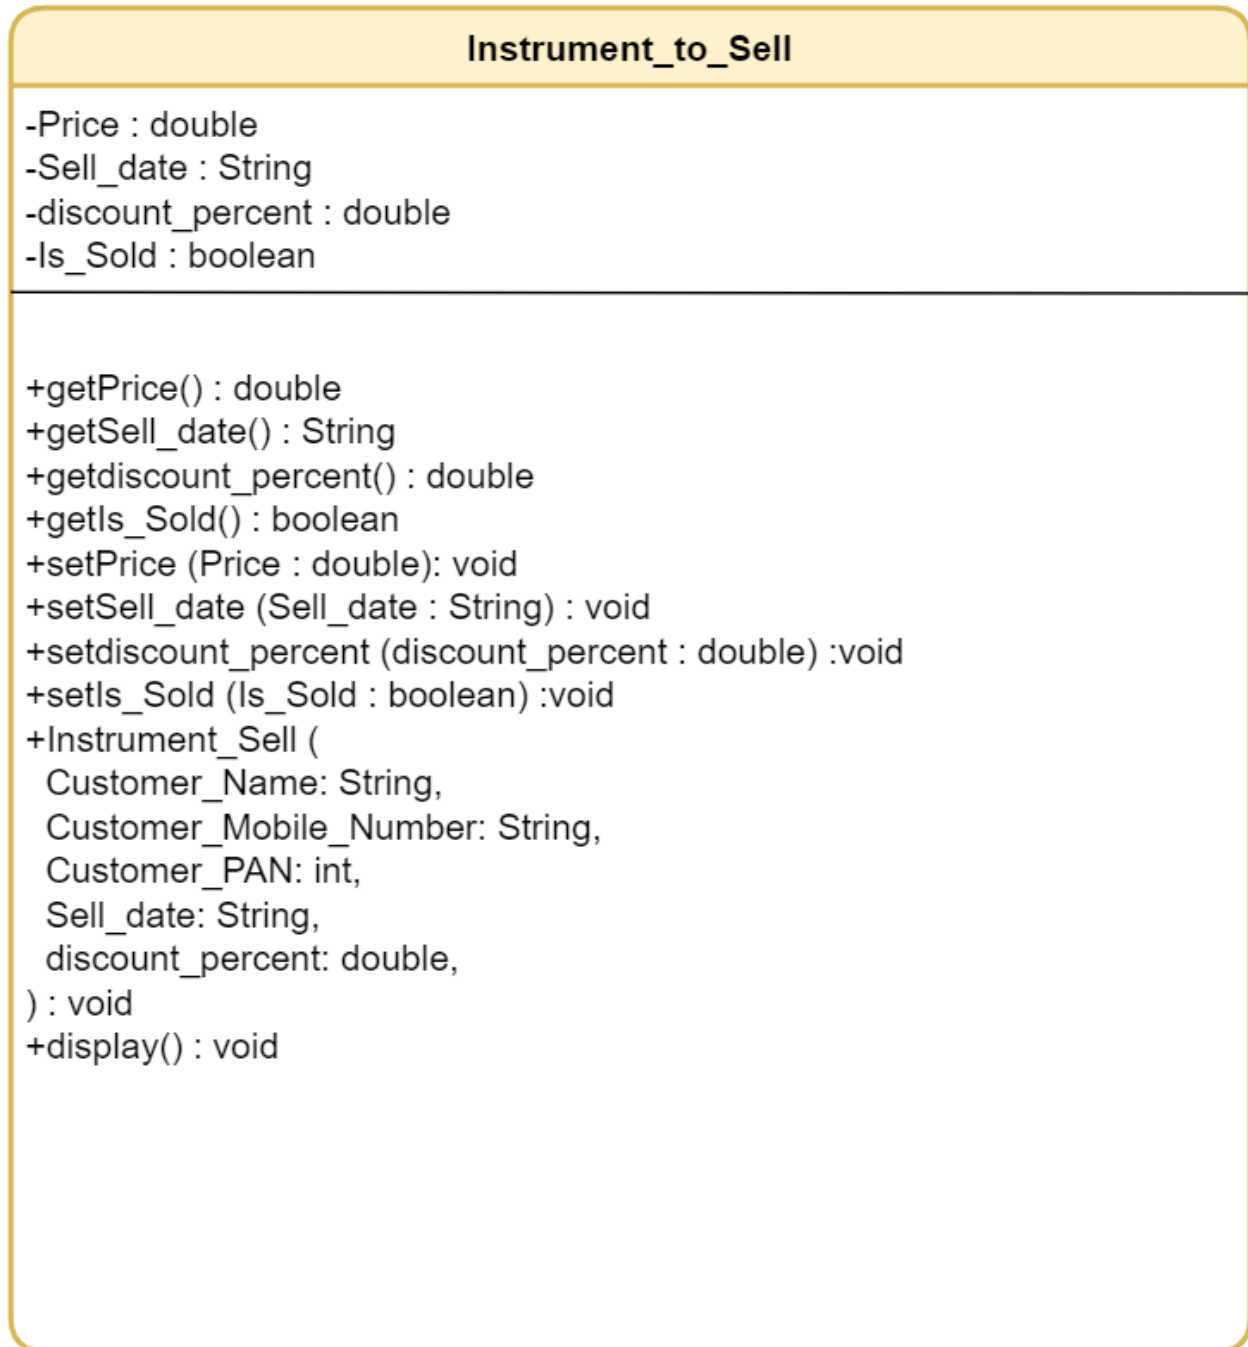 Instrument_to_Sell
-Price : double
-Sell_date : String
-discount_percent : double
-Is_Sold : boolean
+getPrice() : double
+getSell_date() : String
+getdiscount_percent() : double
+getIs_Sold() : boolean
+setPrice (Price : double): void
+setSell_date (Sell_date : String) : void
+setdiscount_percent (discount_percent : double) :void
+setIs_Sold (Is_Sold : boolean) :void
+Instrument_Sell (
Customer_Name: String,
Customer_Mobile_Number: String,
Customer_PAN: int,
Sell_date: String,
discount_percent: double,
) : void
+display() : void